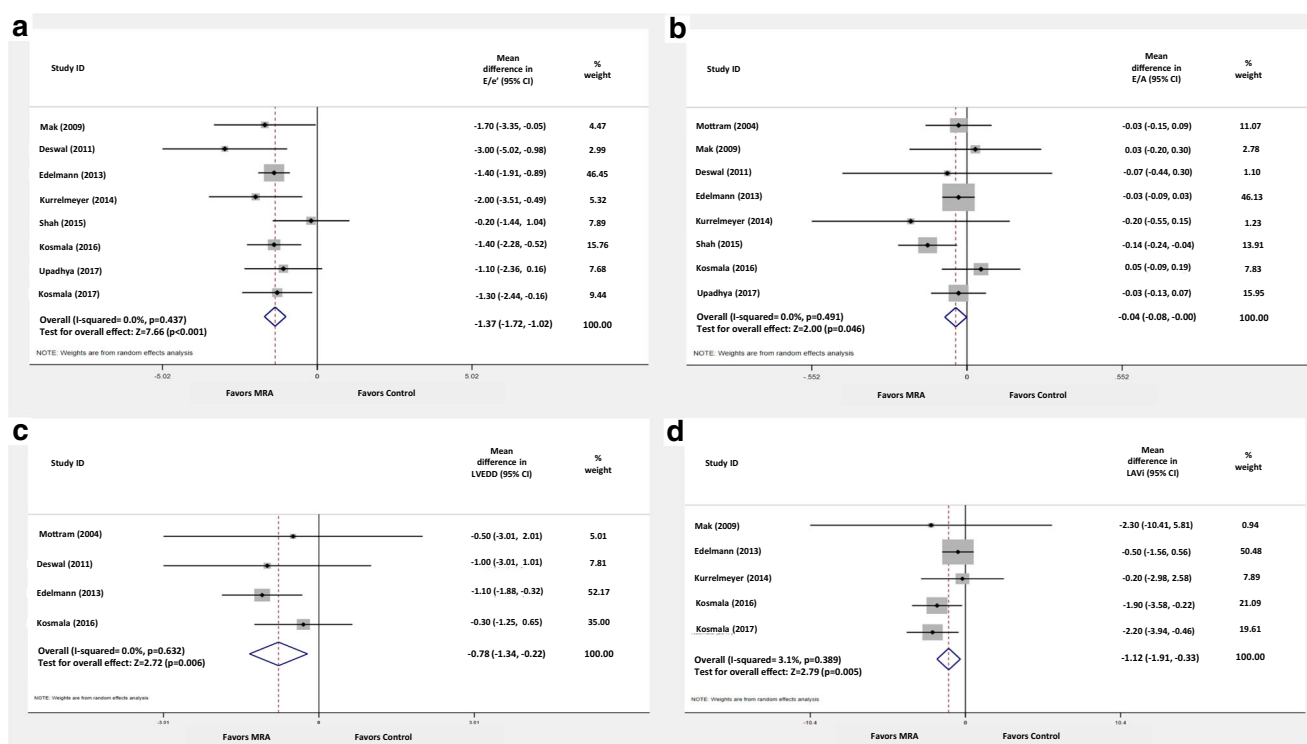 a
Study ID
Mean
difference in
E/e' (95% CI)
%
weight
Mak (2009) -1.70 (-3.35, -0.05) 4.47
Deswal (2011) -3.00 (-5.02, -0.98) 2.99
Edelmann (2013) -1.40 (-1.91, -0.89) 46.45
Kurrelmeyer (2014) -2.00 (-3.51, -0.49) 5.32
Shah (2015) -0.20 (-1.44, 1.04) 7.89
Kosmala (2016) -1.40 (-2.28, -0.52) 15.76
Upadhya (2017) -1.10 (-2.36, 0.16) 7.68
Kosmala (2017) -1.30 (-2.44, -0.16) 9.44
Overall (I-squared= 0.0%, p=0.437) -1.37 (-1.72, -1.02) 100.00
Test for overall effect: Z=7.66 (p<0.001)
NOTE: Weights are from random effects analysis
-5.02 0 5.02
Favors MRA Favors Control
b
Study ID
Mean
difference in
E/A (95% CI)
%
weight
Mottram (2004) -0.03 (-0.15, 0.09) 11.07
Mak (2009) 0.03 (-0.20, 0.30) 2.78
Deswal (2011) -0.07 (-0.44, 0.30) 1.10
Edelmann (2013) -0.03 (-0.09, 0.03) 46.13
Kurrelmeyer (2014) -0.20 (-0.55, 0.15) 1.23
Shah (2015) -0.14 (-0.24, -0.04) 13.91
Kosmala (2016) 0.05 (-0.09, 0.19) 7.83
Upadhya (2017) -0.03 (-0.13, 0.07) 15.95
Overall (I-squared= 0.0%, p=0.491) -0.04 (-0.08, -0.00) 100.00
Test for overall effect: Z=2.00 (p=0.046)
NOTE: Weights are from random effects analysis
-.552 0 .552
Favors MRA Favors Control
c
Study ID
Mean
difference in
LVEDD (95% CI)
%
weight
Mottram (2004) -0.50 (-3.01, 2.01) 5.01
Deswal (2011) -1.00 (-3.01, 1.01) 7.81
Edelmann (2013) -1.10 (-1.88, -0.32) 52.17
Kosmala (2016) -0.30 (-1.25, 0.65) 35.00
Overall (I-squared= 0.0%, p=0.632) -0.78 (-1.34, -0.22) 100.00
Test for overall effect: Z=2.72 (p=0.006)
NOTE: Weights are from random effects analysis
-3.01 0 3.01
Favors MRA Favors Control
d
Study ID
Mean
difference in
LAVi (95% CI)
%
weight
Mak (2009) -2.30 (-10.41, 5.81) 0.94
Edelmann (2013) -0.50 (-1.56, 0.56) 50.48
Kurrelmeyer (2014) -0.20 (-2.98, 2.58) 7.89
Kosmala (2016) -1.90 (-3.58, -0.22) 21.09
Kosmala (2017) -2.20 (-3.94, -0.46) 19.61
Overall (I-squared= 3.1%, p=0.389) -1.12 (-1.91, -0.33) 100.00
Test for overall effect: Z=2.79 (p=0.005)
NOTE: Weights are from random effects analysis
-10.4 0 10.4
Favors MRA Favors Control